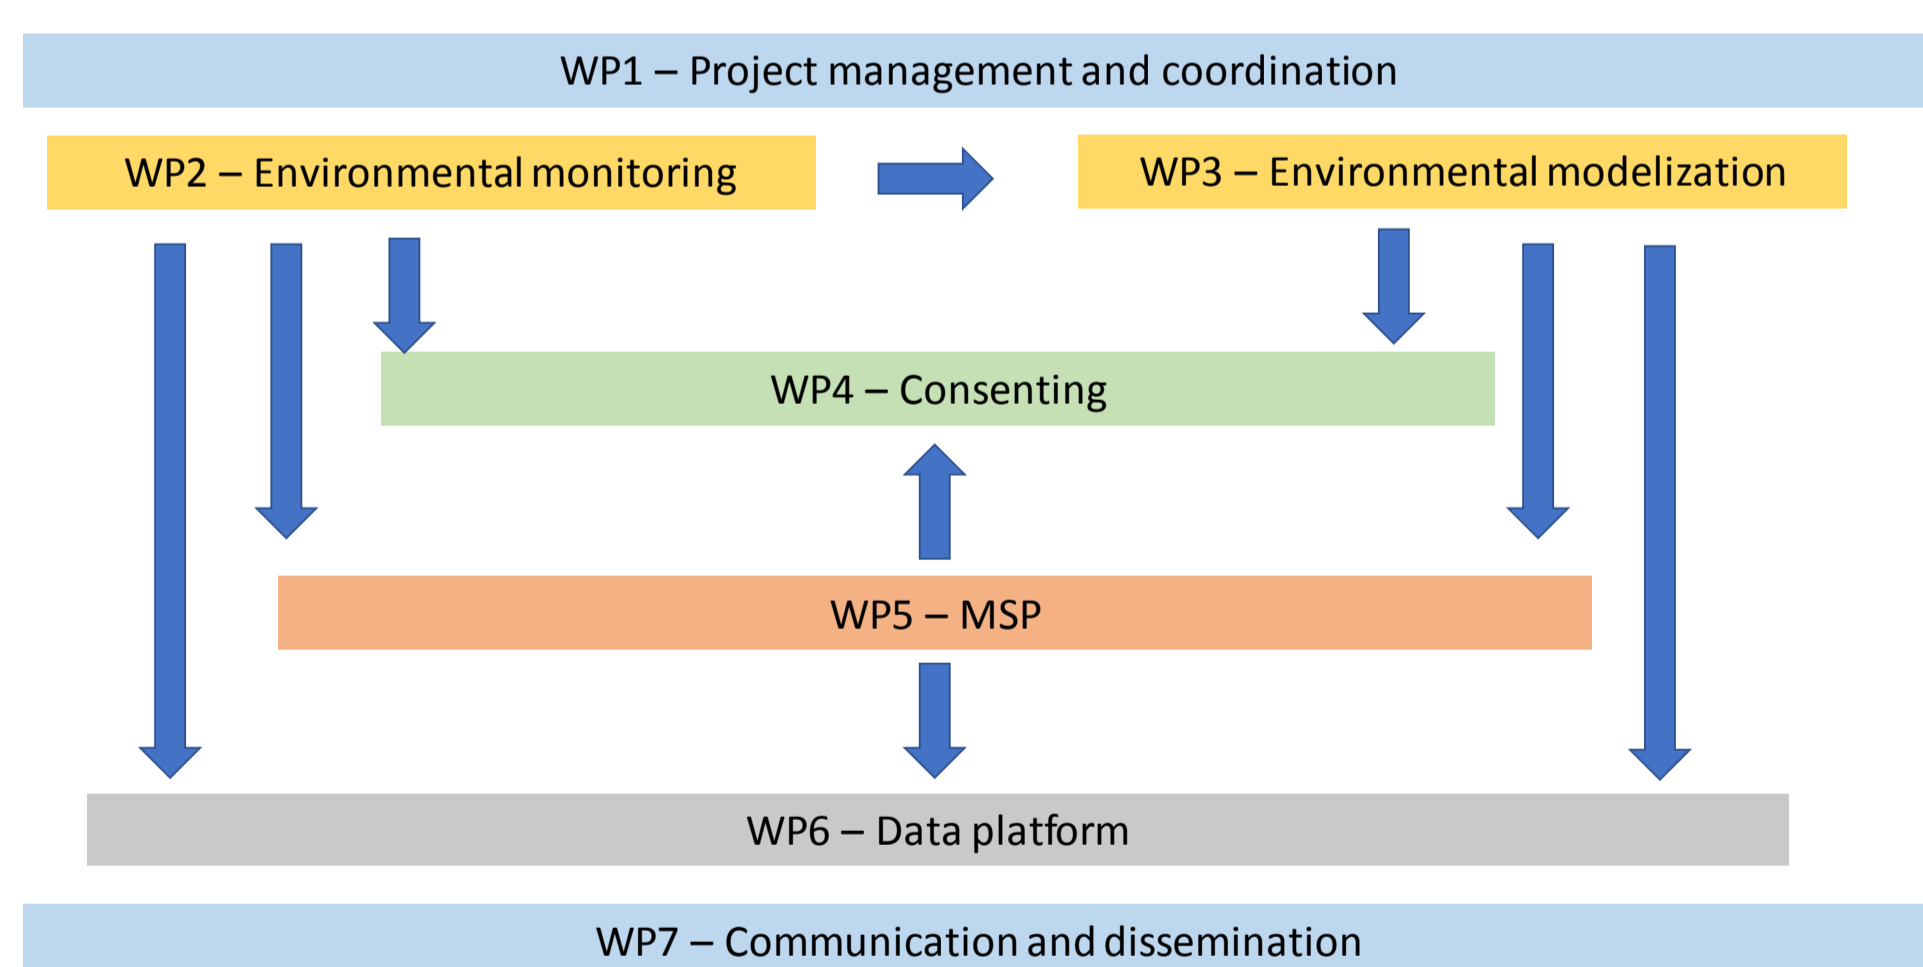 WP1 – Project management and coordination
WP2 – Environmental monitoring
WP3 – Environmental modelization
WP4 – Consenting
WP5 – MSP
WP6 – Data platform
WP7 – Communication and dissemination